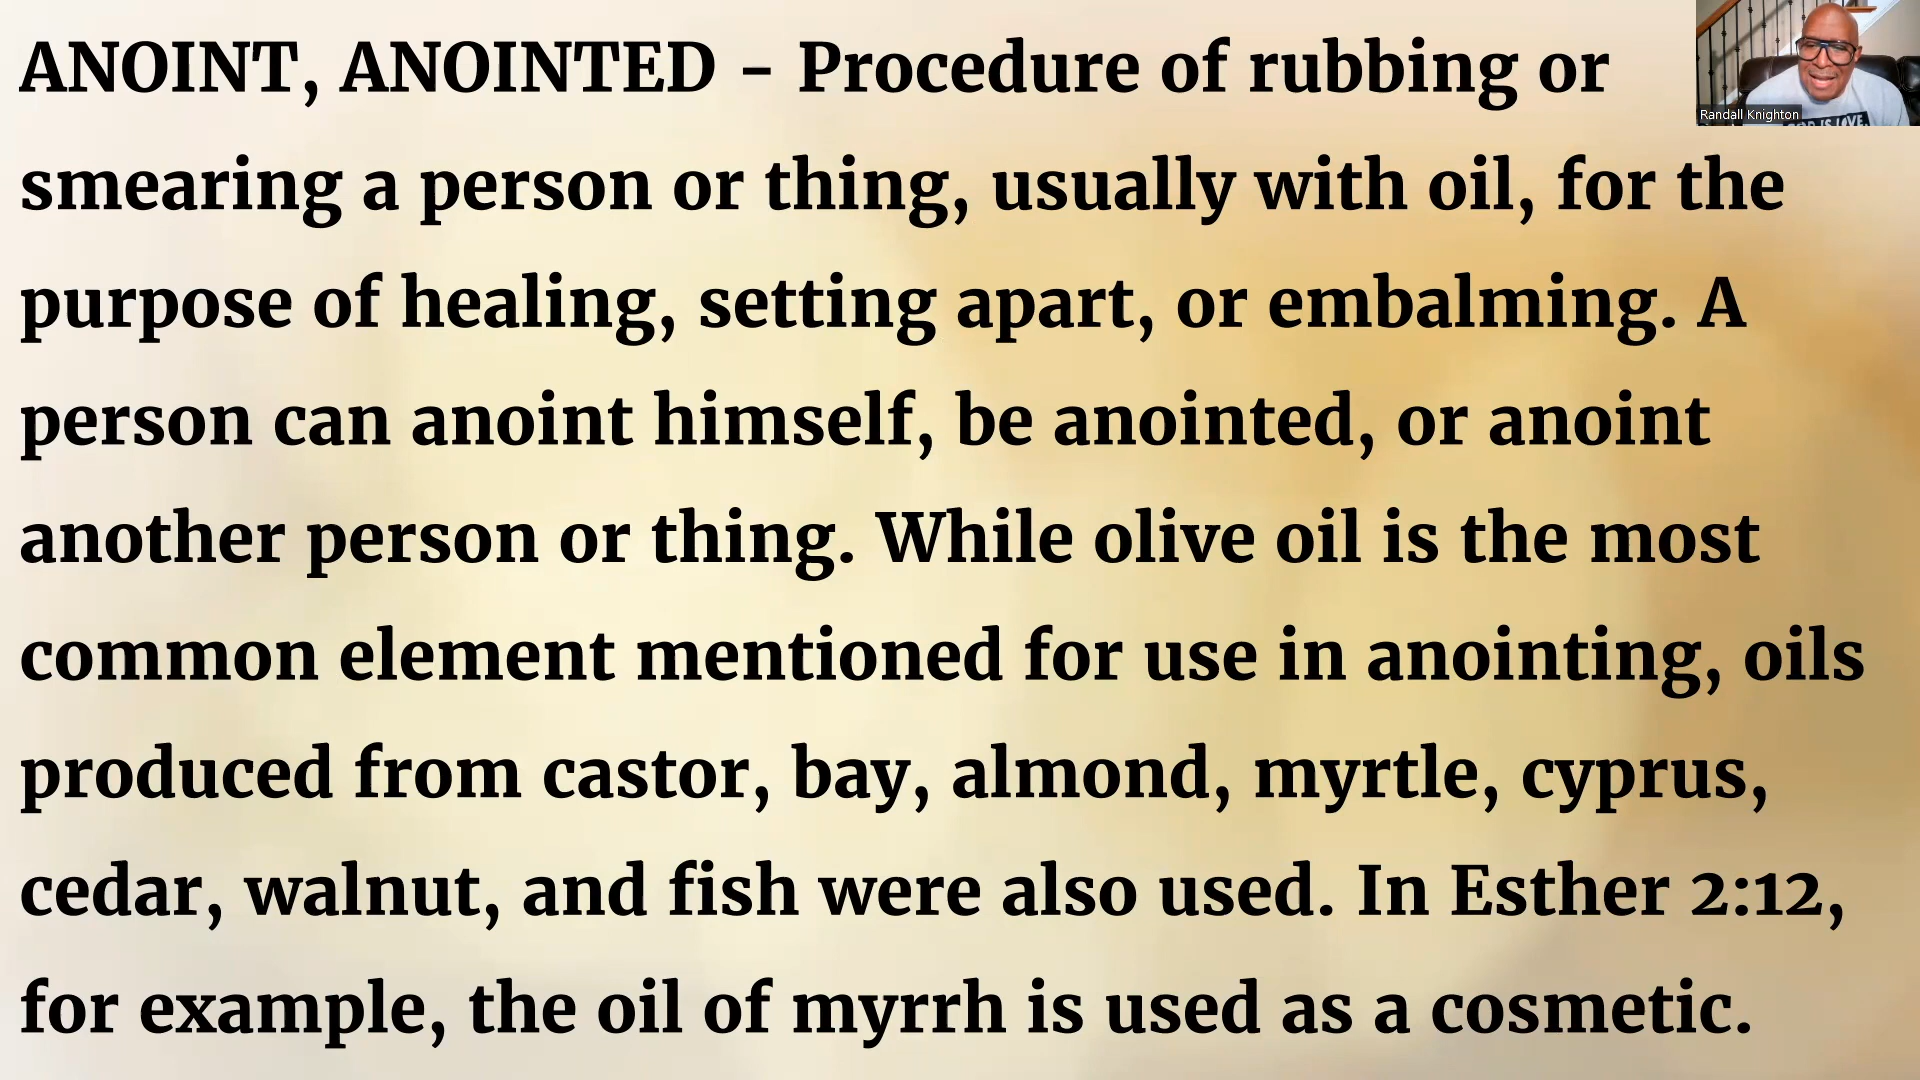 ANOINT, ANOINTED - Procedure of rubbing or
smearing a person or thing, usually with oil, for the
purpose of healing, setting apart, or embalming. A
person can anoint himself, be anointed, or anoint
another person or thing. While olive oil is the most
common element mentioned for use in anointing, oils
produced from castor, bay, almond, myrtle, cyprus,
cedar, walnut, and fish were also used. In Esther 2:12,
for example, the oil of myrrh is used as a cosmetic.
Randall Knighton
IS LOVE